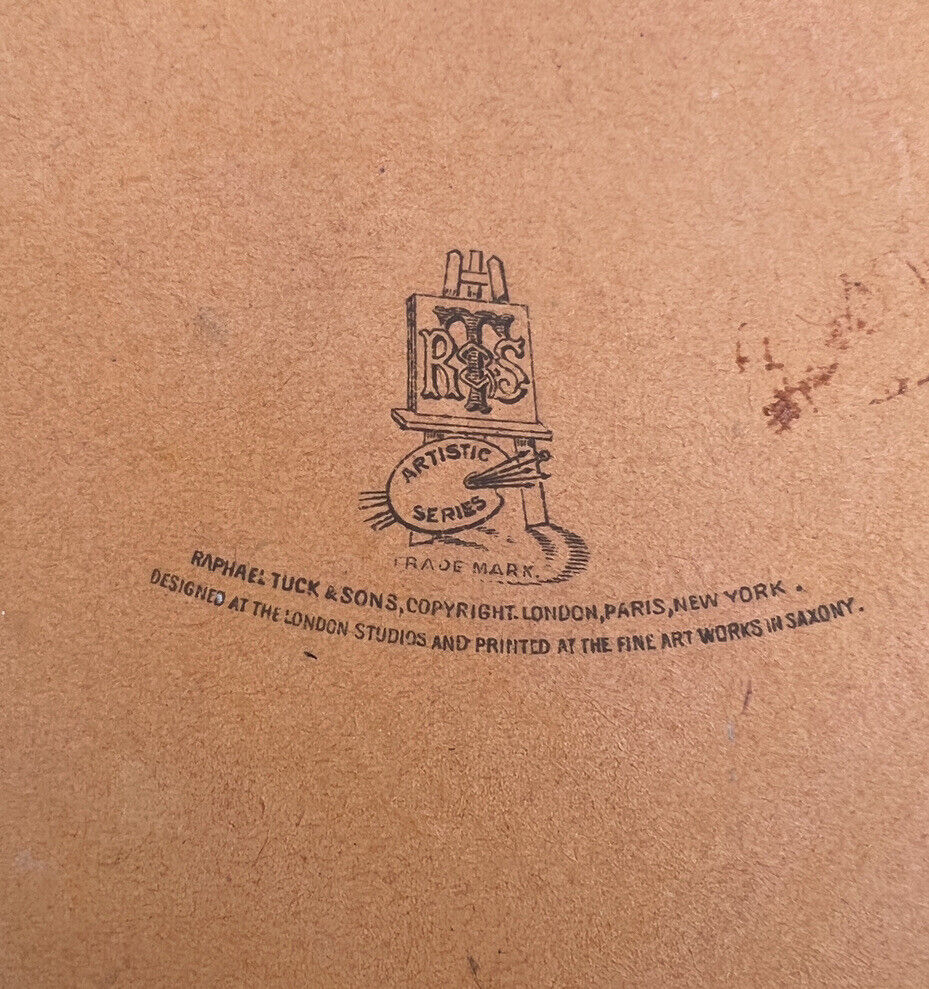 RT&S
ARTISTIC
SERIES
TRADE MARK
RAPHAEL TUCK & SONS, COPYRIGHT. LONDON, PARIS, NEW YORK.
DESIGNED AT THE LONDON STUDIOS AND PRINTED AT THE FINE ART WORKS IN SAXONY.